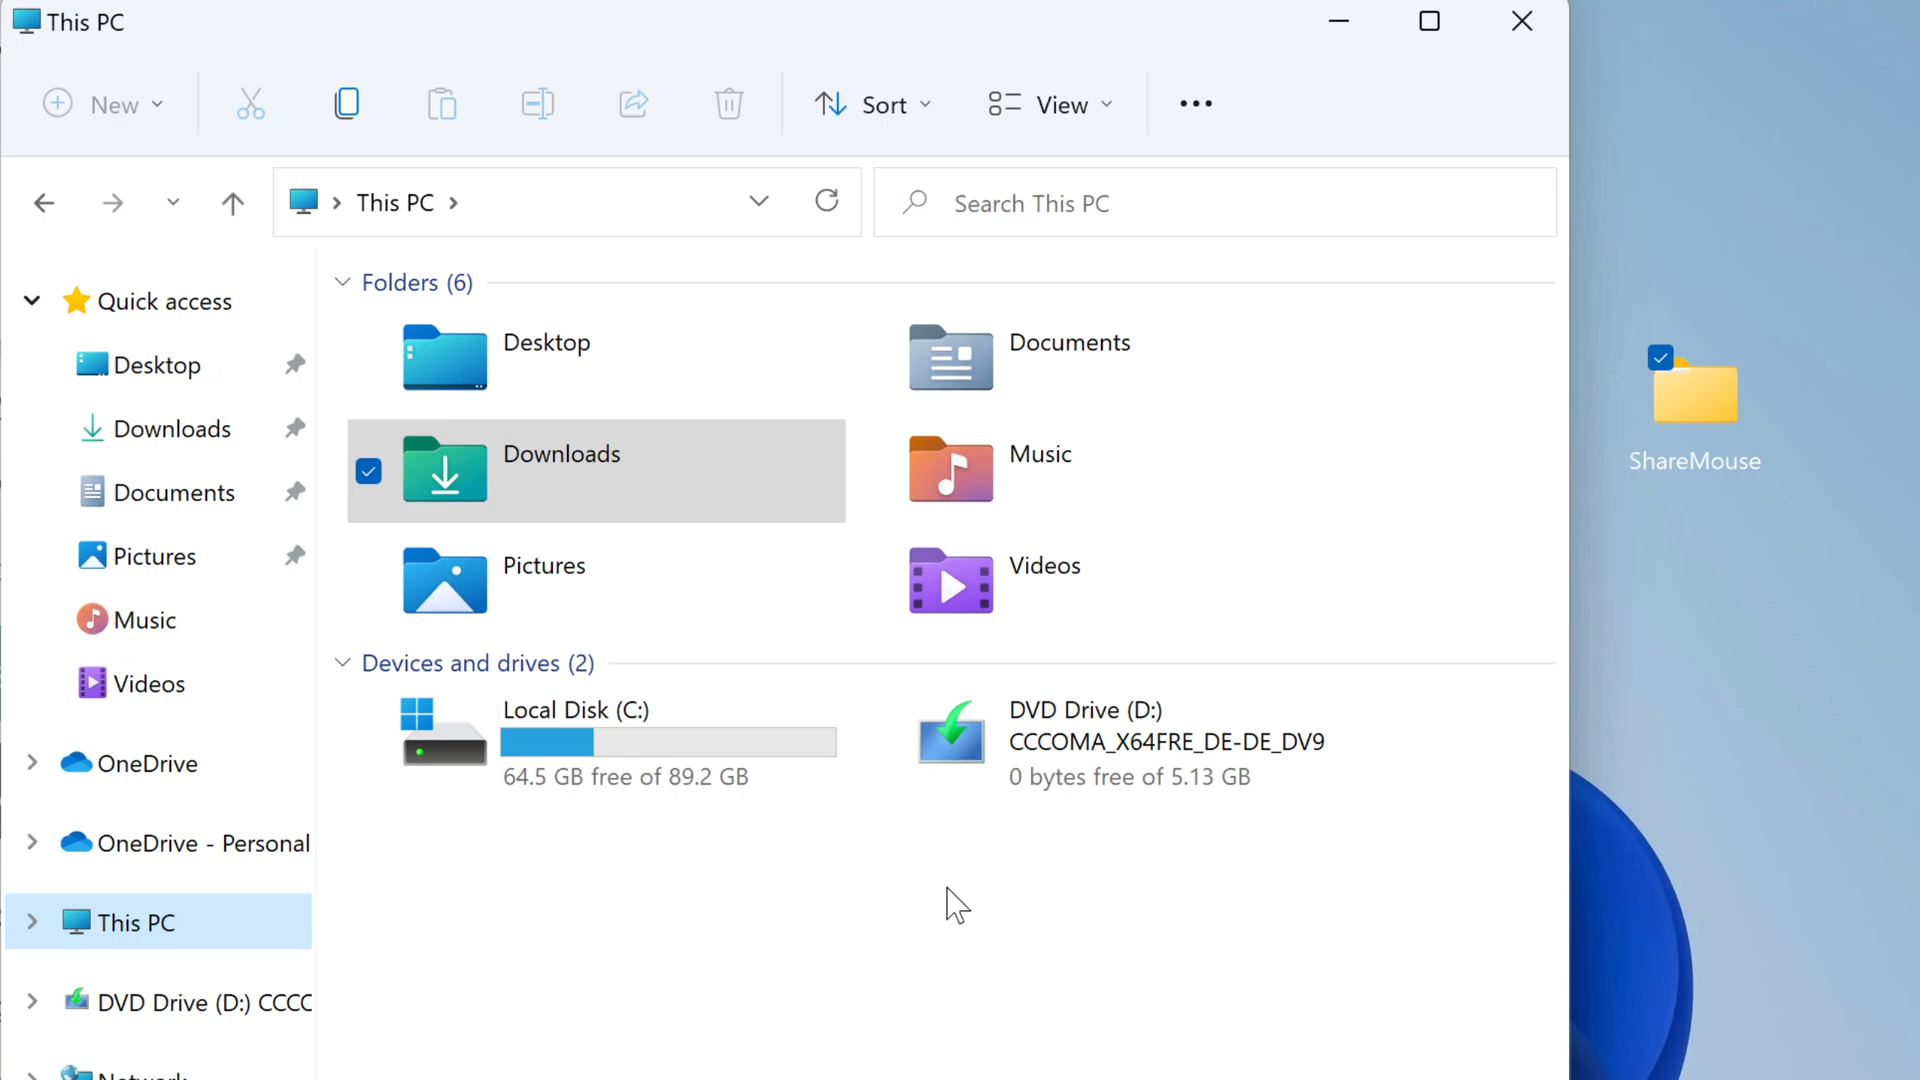 This PC
New
Sort
View
This PC
Search This PC
Quick access
Desktop
Downloads
Documents
Pictures
Music
Videos
OneDrive
OneDrive - Personal
This PC
DVD Drive (D:) CCCC
Network
Folders (6)
Desktop
Documents
Downloads
Music
Pictures
Videos
Devices and drives (2)
Local Disk (C:)
64.5 GB free of 89.2 GB
DVD Drive (D:)
CCCOMA_X64FRE_DE-DE_DV9
0 bytes free of 5.13 GB
ShareMouse